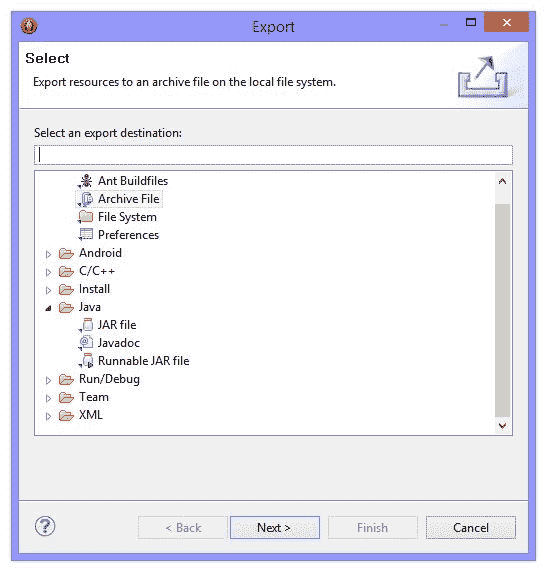 Export
Select
Export resources to an archive file on the local file system.
Select an export destination:
Ant Buildfiles
Archive File
File System
Preferences
Android
C/C++
Install
Java
JAR file
Javadoc
Runnable JAR file
Run/Debug
Team
XML
? < Back Next > Finish Cancel